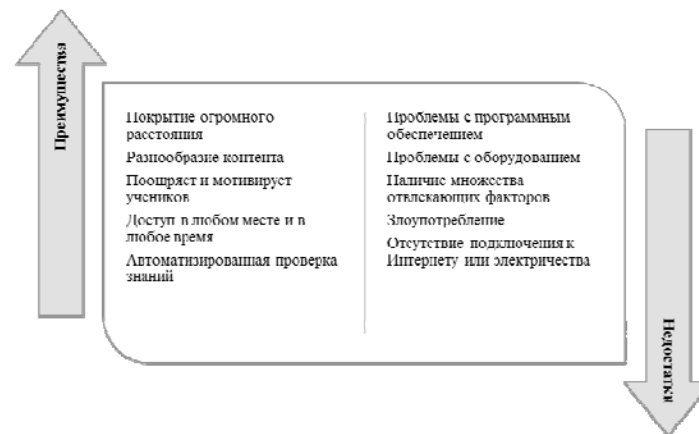 Преимущества
Покрытие огромного
расстояния
Разнообразие контента
Поощряет и мотивирует
учеников
Доступ в любом месте и в
любое время
Автоматизированная проверка
знаний
Проблемы с программным
обеспечением
Проблемы с оборудованием
Наличие множества
отвлекающих факторов
Злоупотребление
Отсутствие подключения к
Интернету или электричества
Недостатки